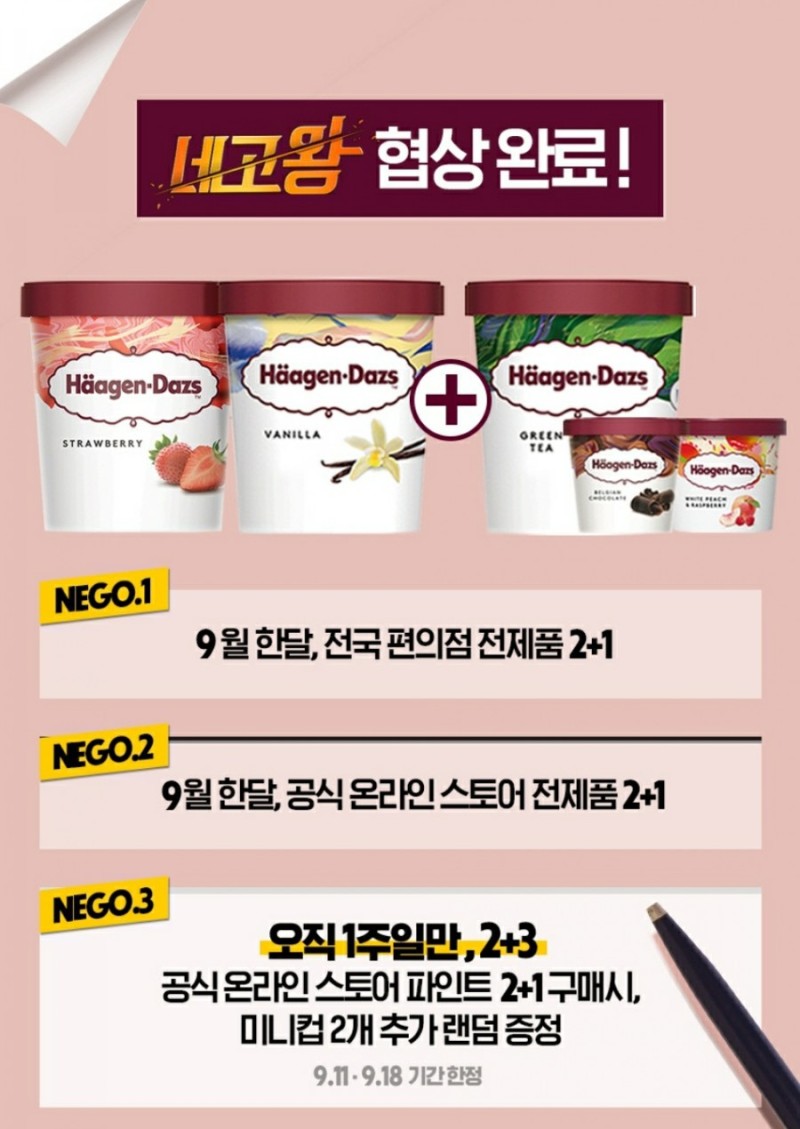 네고왕 협상 완료!
Häagen-Dazs
STRAWBERRY
Häagen-Dazs
VANILLA
+
Häagen-Dazs
GREEN
TEA
Häagen-Dazs
BELGIAN
CHOCOLATE
Häagen-Dazs
WHITE PEACH
& RASPBERRY
NEGO.1
9월 한달, 전국 편의점 전제품 2+1
NEGO.2
9월 한달, 공식 온라인 스토어 전제품 2+1
NEGO.3
오직 1주일만, 2+3
공식 온라인 스토어 파인트 2+1 구매시,
미니컵 2개 추가 랜덤 증정
9.11 - 9.18 기간 한정